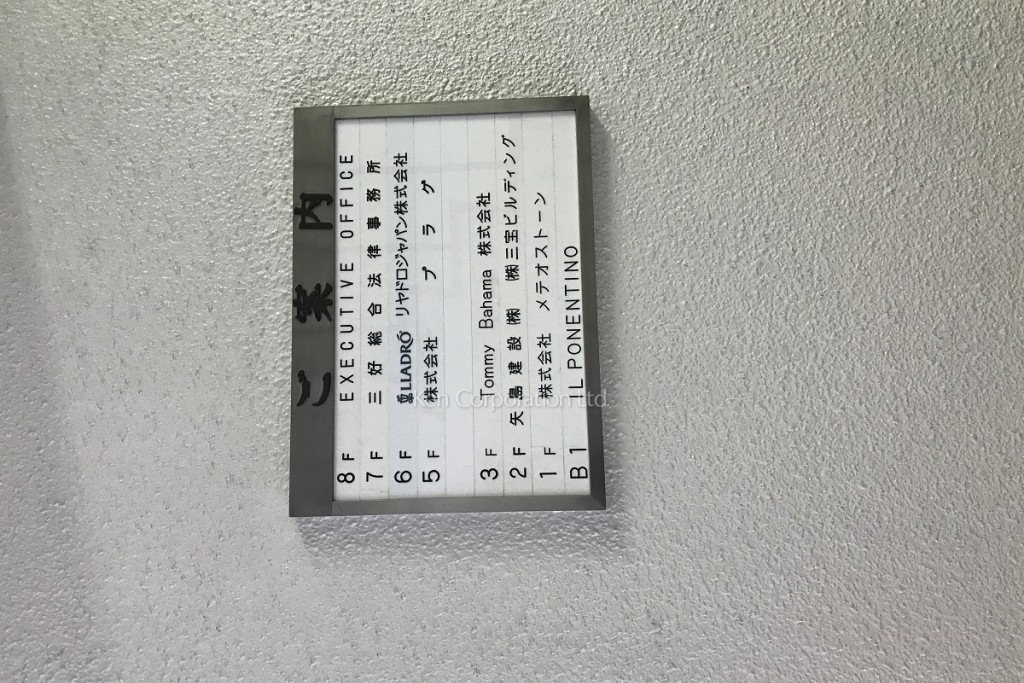 ご案内
8F EXECUTIVE OFFICE
7F 三好総合法律事務所
6F LLADRÓ リヤドロジャパン株式会社
5F 株式会社 プラグ
3F Tommy Bahama 株式会社
2F 矢島建設㈱ ㈱三宝ビルディング
1F 株式会社 メテオストーン
B1 IL PONENTINO
Ken Corporation Ltd.